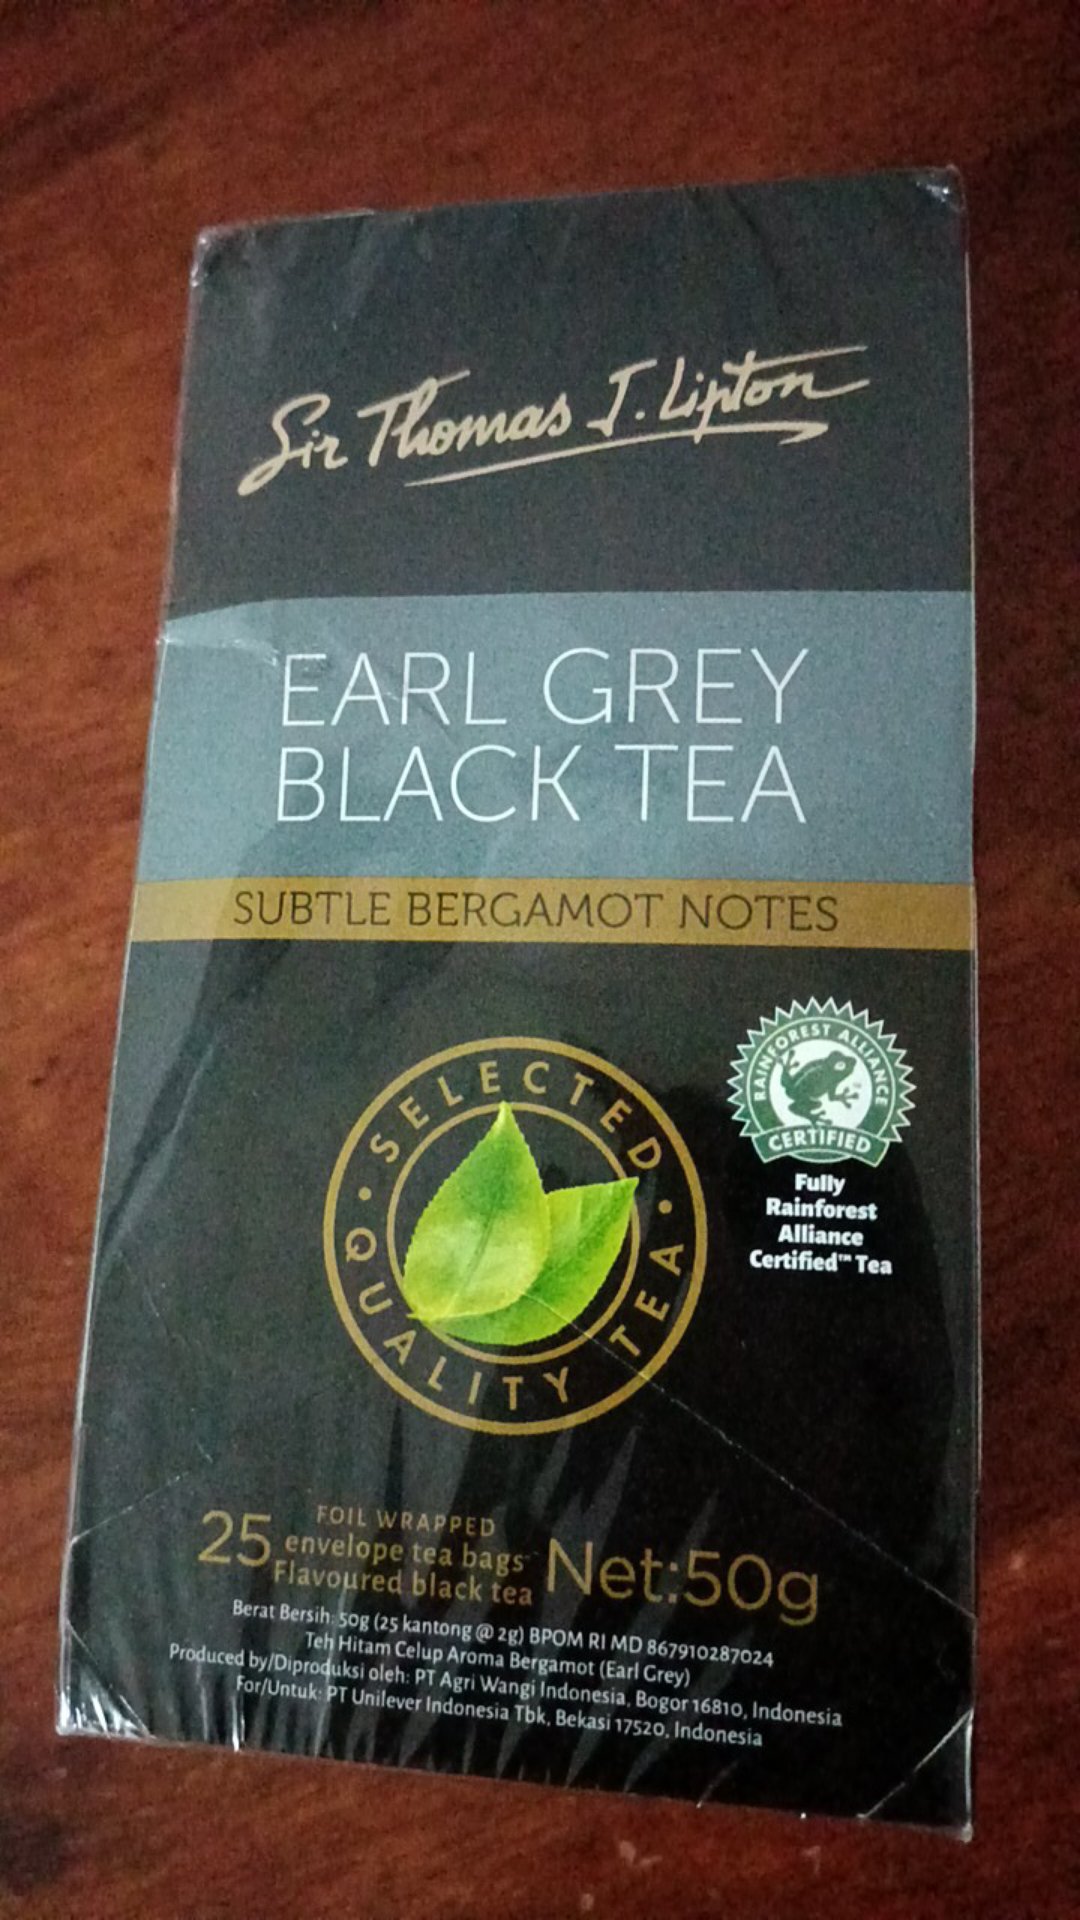 Sir Thomas J. Lipton
EARL GREY
BLACK TEA
SUBTLE BERGAMOT NOTES
RAINFOREST ALLIANCE
CERTIFIED
Fully
Rainforest
Alliance
Certified™ Tea
• SELECTED •
QUALITY TEA
25
FOIL WRAPPED
envelope tea bags
Flavoured black tea
Net:50g
Berat Bersih: 50g (25 kantong @ 2g) BPOM RI MD 867910287024
Teh Hitam Celup Aroma Bergamot (Earl Grey)
Produced by/Diproduksi oleh: PT Agri Wangi Indonesia, Bogor 16810, Indonesia
For/Untuk: PT Unilever Indonesia Tbk, Bekasi 17520, Indonesia